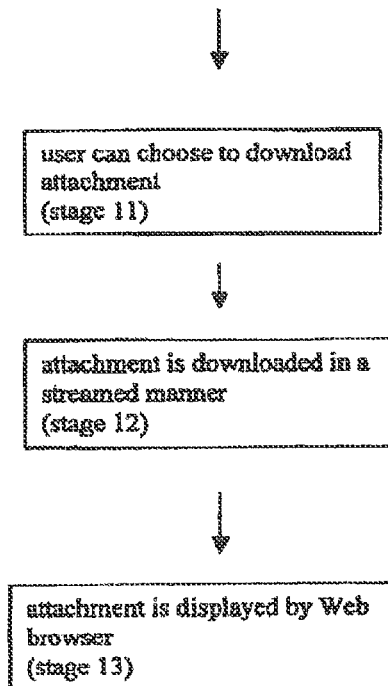 user can choose to download
attachment
(stage 11)
attachment is downloaded in a
streamed manner
(stage 12)
attachment is displayed by Web
browser
(stage 13)